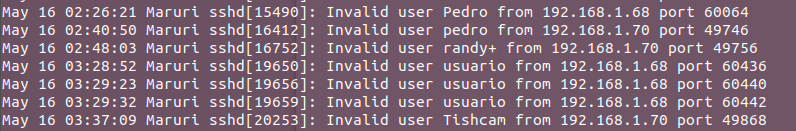 May 16 02:26:21 Maruri sshd[15490]: Invalid user Pedro from 192.168.1.68 port 60064
May 16 02:40:50 Maruri sshd[16412]: Invalid user pedro from 192.168.1.70 port 49746
May 16 02:48:03 Maruri sshd[16752]: Invalid user randy+ from 192.168.1.70 port 49756
May 16 03:28:52 Maruri sshd[19650]: Invalid user usuario from 192.168.1.68 port 60436
May 16 03:29:23 Maruri sshd[19656]: Invalid user usuario from 192.168.1.68 port 60440
May 16 03:29:32 Maruri sshd[19659]: Invalid user usuario from 192.168.1.68 port 60442
May 16 03:37:09 Maruri sshd[20253]: Invalid user Tishcam from 192.168.1.70 port 49868